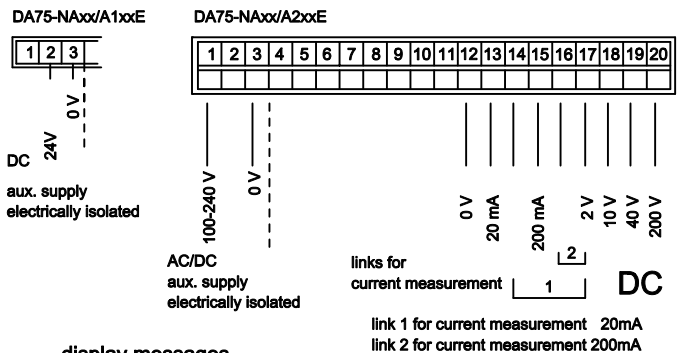 DA75-NAxx/A1xxE
DA75-NAxx/A2xxE
1 2 3
1 2 3 4 5 6 7 8 9 10 11 12 13 14 15 16 17 18 19 20
24V
0 V
DC
aux. supply
electrically isolated
100-240 V
0 V
AC/DC
aux. supply
electrically isolated
0 V
20 mA
200 mA
2 V
10 V
40 V
200 V
links for
current measurement
2
1
DC
link 1 for current measurement 20mA
link 2 for current measurement 200mA
display messages